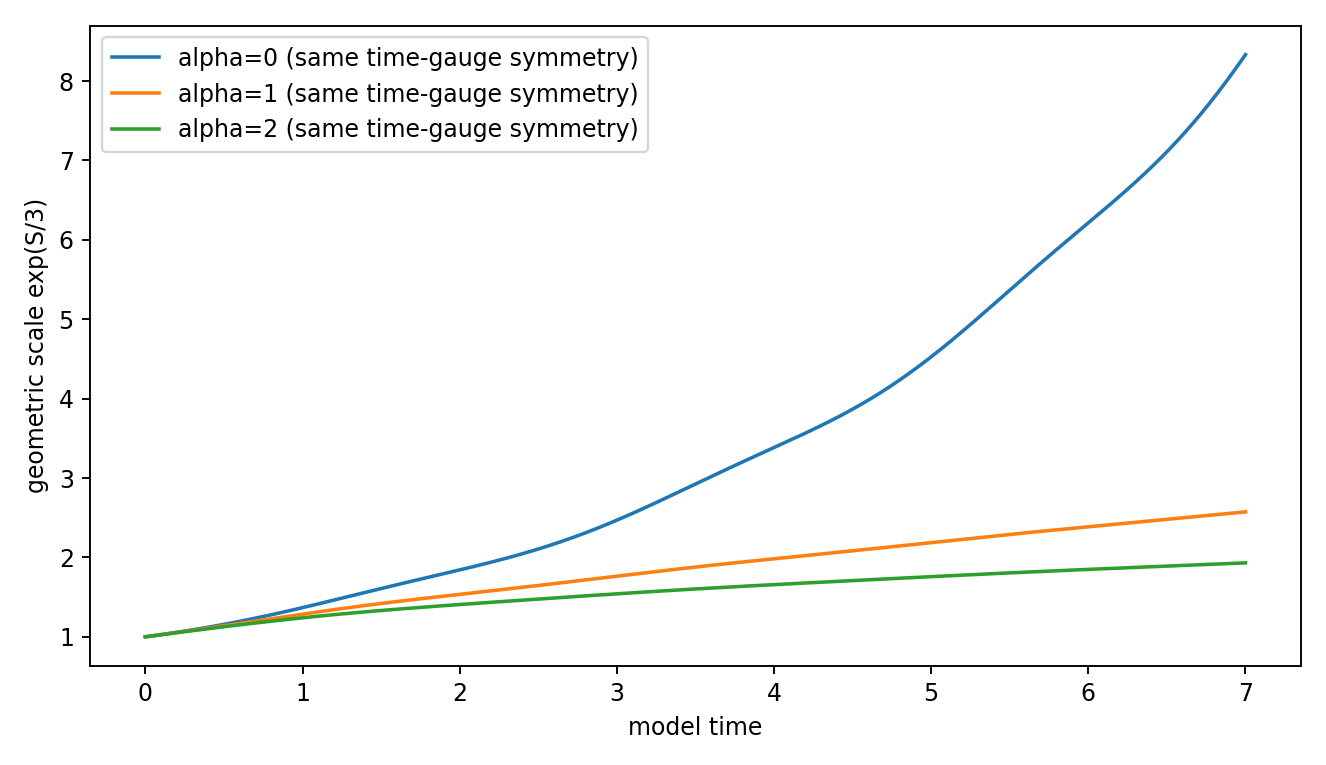 alpha=0 (same time-gauge symmetry)
alpha=1 (same time-gauge symmetry)
alpha=2 (same time-gauge symmetry)
geometric scale exp(S/3)
8
7
6
5
4
3
2
1
0 1 2 3 4 5 6 7
model time